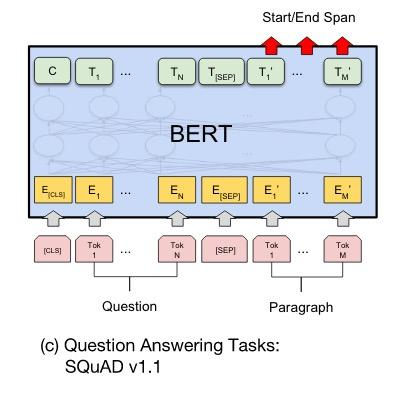 Start/End Span
C T1 ... TN T[SEP] T1' ... TM'
...
BERT
...
E[CLS] E1 ... EN E[SEP] E1' ... EM'
[CLS] Tok 1 ... Tok N [SEP] Tok 1 ... Tok M
Question Paragraph
(c) Question Answering Tasks:
SQuAD v1.1